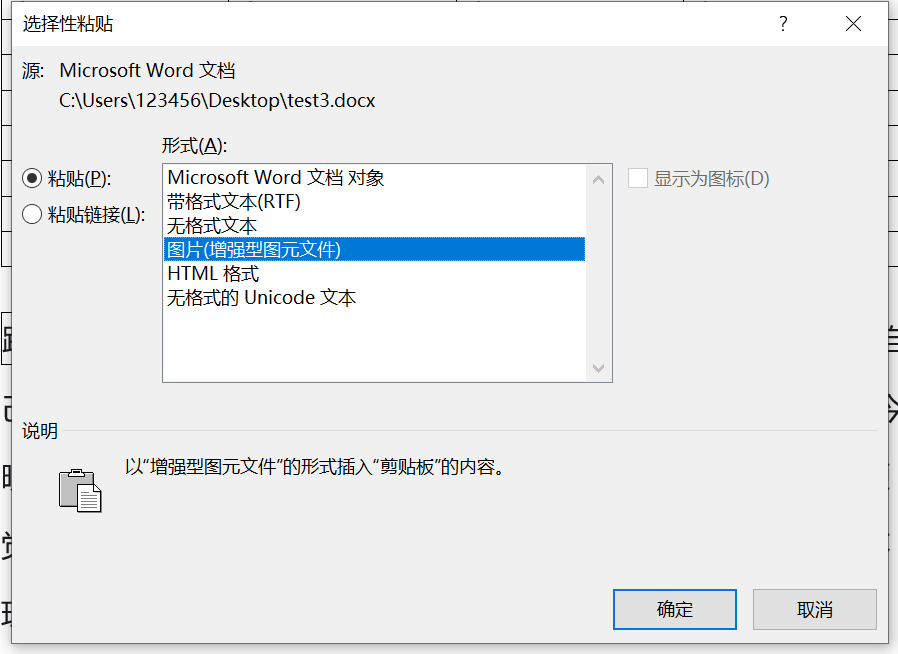 选择性粘贴
源: Microsoft Word 文档
C:\Users\123456\Desktop\test3.docx
形式(A):
粘贴(P):
粘贴链接(L):
Microsoft Word 文档 对象
带格式文本(RTF)
无格式文本
图片(增强型图元文件)
HTML 格式
无格式的 Unicode 文本
显示为图标(D)
说明
以“增强型图元文件”的形式插入“剪贴板”的内容。
确定
取消